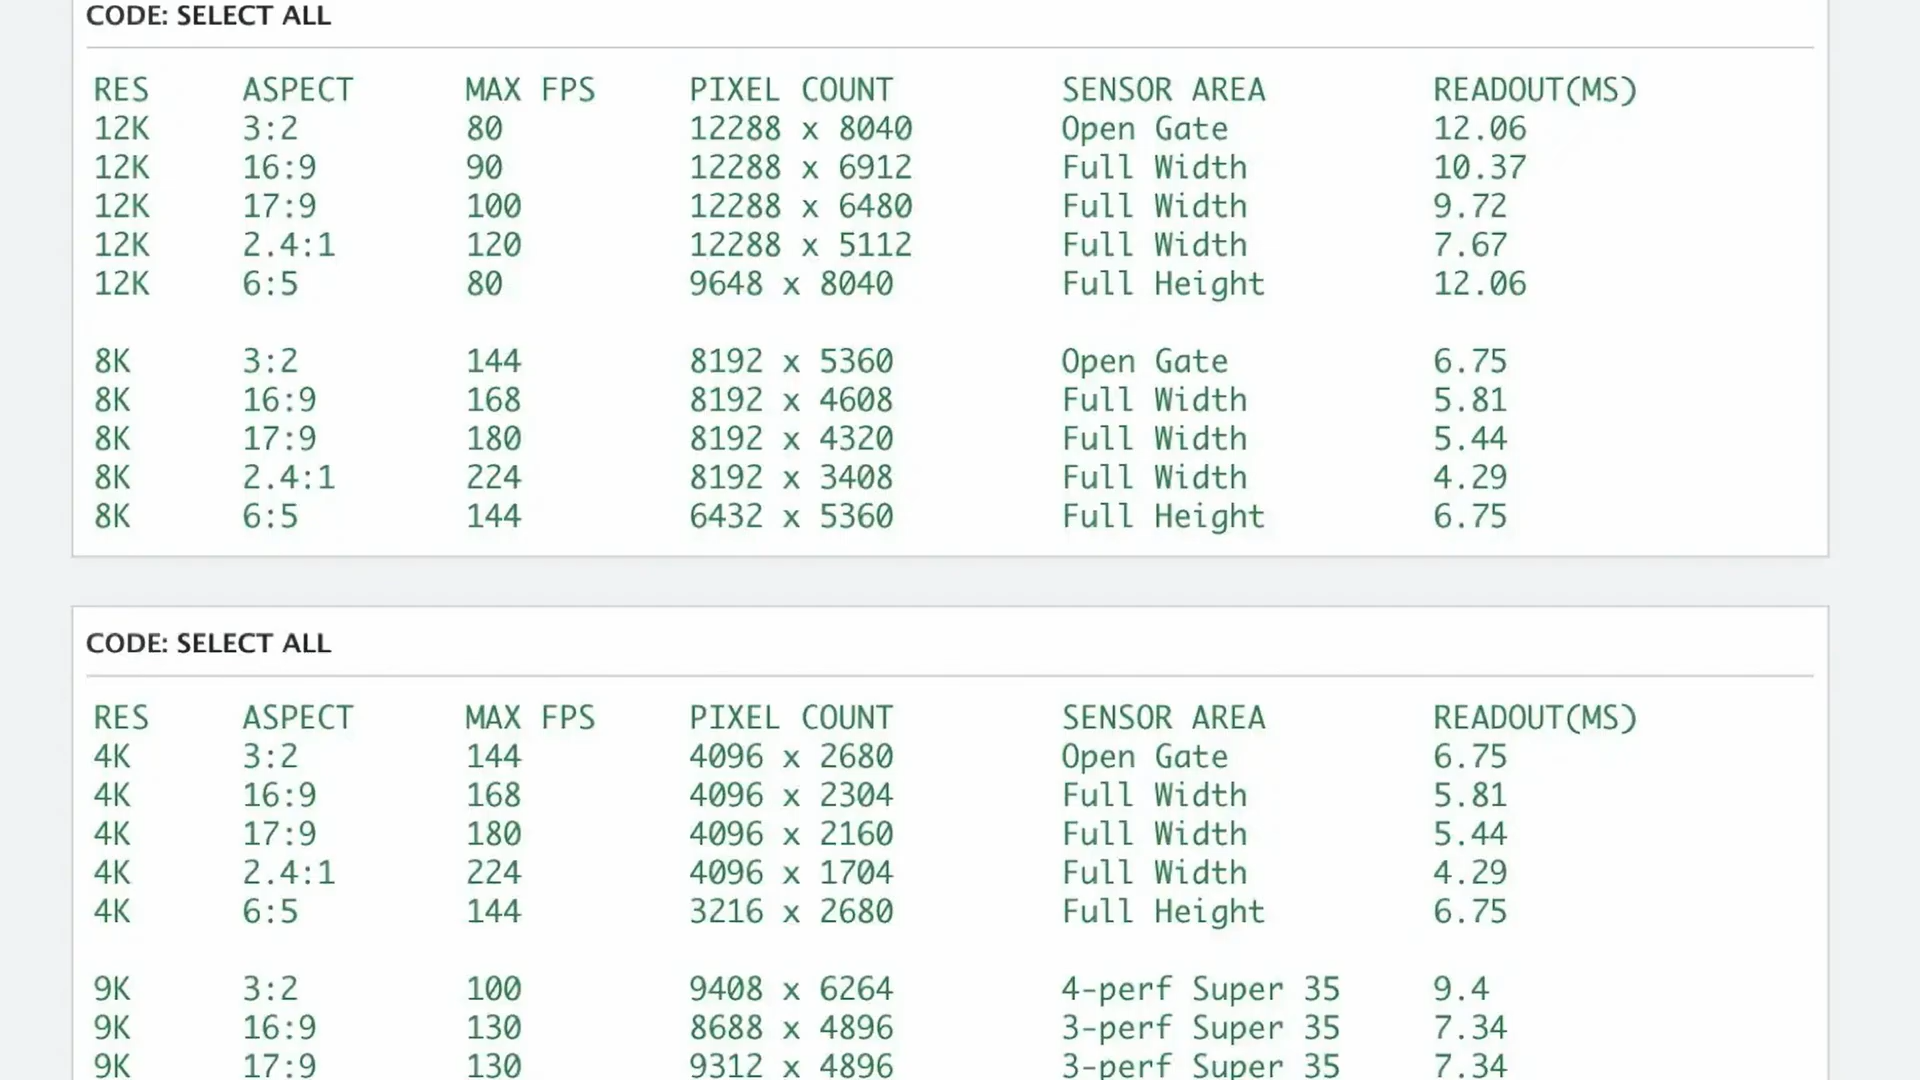 CODE: SELECT ALL
RES ASPECT MAX FPS PIXEL COUNT SENSOR AREA READOUT(MS)
12K 3:2 80 12288 x 8040 Open Gate 12.06
12K 16:9 90 12288 x 6912 Full Width 10.37
12K 17:9 100 12288 x 6480 Full Width 9.72
12K 2.4:1 120 12288 x 5112 Full Width 7.67
12K 6:5 80 9648 x 8040 Full Height 12.06
8K 3:2 144 8192 x 5360 Open Gate 6.75
8K 16:9 168 8192 x 4608 Full Width 5.81
8K 17:9 180 8192 x 4320 Full Width 5.44
8K 2.4:1 224 8192 x 3408 Full Width 4.29
8K 6:5 144 6432 x 5360 Full Height 6.75
CODE: SELECT ALL
RES ASPECT MAX FPS PIXEL COUNT SENSOR AREA READOUT(MS)
4K 3:2 144 4096 x 2680 Open Gate 6.75
4K 16:9 168 4096 x 2304 Full Width 5.81
4K 17:9 180 4096 x 2160 Full Width 5.44
4K 2.4:1 224 4096 x 1704 Full Width 4.29
4K 6:5 144 3216 x 2680 Full Height 6.75
9K 3:2 100 9408 x 6264 4-perf Super 35 9.4
9K 16:9 130 8688 x 4896 3-perf Super 35 7.34
9K 17:9 130 9312 x 4896 3-perf Super 35 7.34